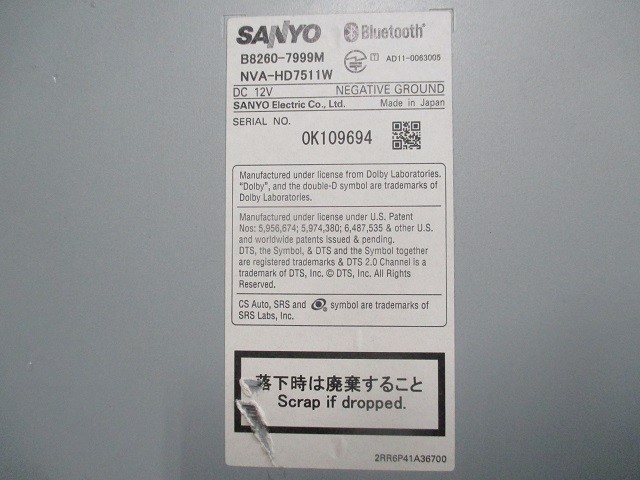 SANYO Bluetooth®
B8260-7999M
NVA-HD7511W
AD11-0063005
DC 12V NEGATIVE GROUND
SANYO Electric Co., Ltd. Made in Japan
SERIAL NO.
0K109694
Manufactured under license from Dolby Laboratories.
"Dolby", and the double-D symbol are trademarks of
Dolby Laboratories.
Manufactured under license under U.S. Patent
Nos: 5,956,674; 5,974,380; 6,487,535 & other U.S.
and worldwide patents issued & pending.
DTS, the Symbol, & DTS and the Symbol together
are registered trademarks & DTS 2.0 Channel is a
trademark of DTS, Inc. © DTS, Inc. All Rights
Reserved.
CS Auto, SRS and symbol are trademarks of
SRS Labs, Inc.
落下時は廃棄すること
Scrap if dropped.
2RR6P41A36700